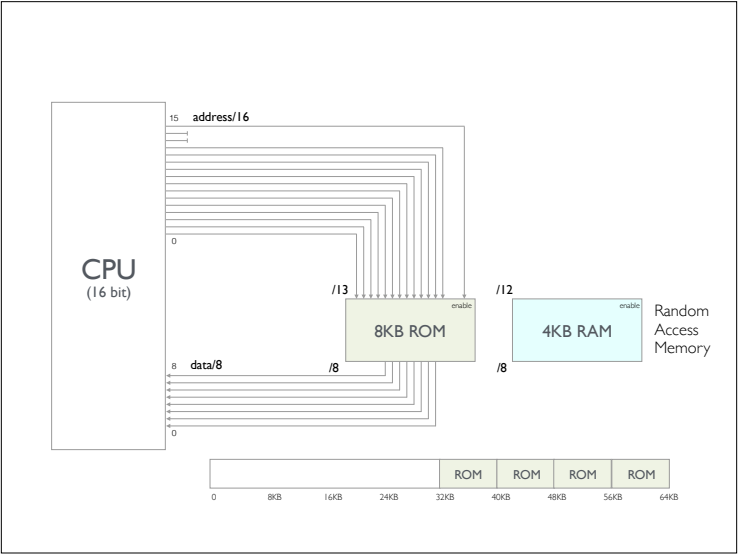 15 address/16
0
CPU
(16 bit)
/13
enable
8KB ROM
/8
/12
enable
4KB RAM
/8
Random
Access
Memory
8 data/8
0
ROM ROM ROM ROM
0 8KB 16KB 24KB 32KB 40KB 48KB 56KB 64KB